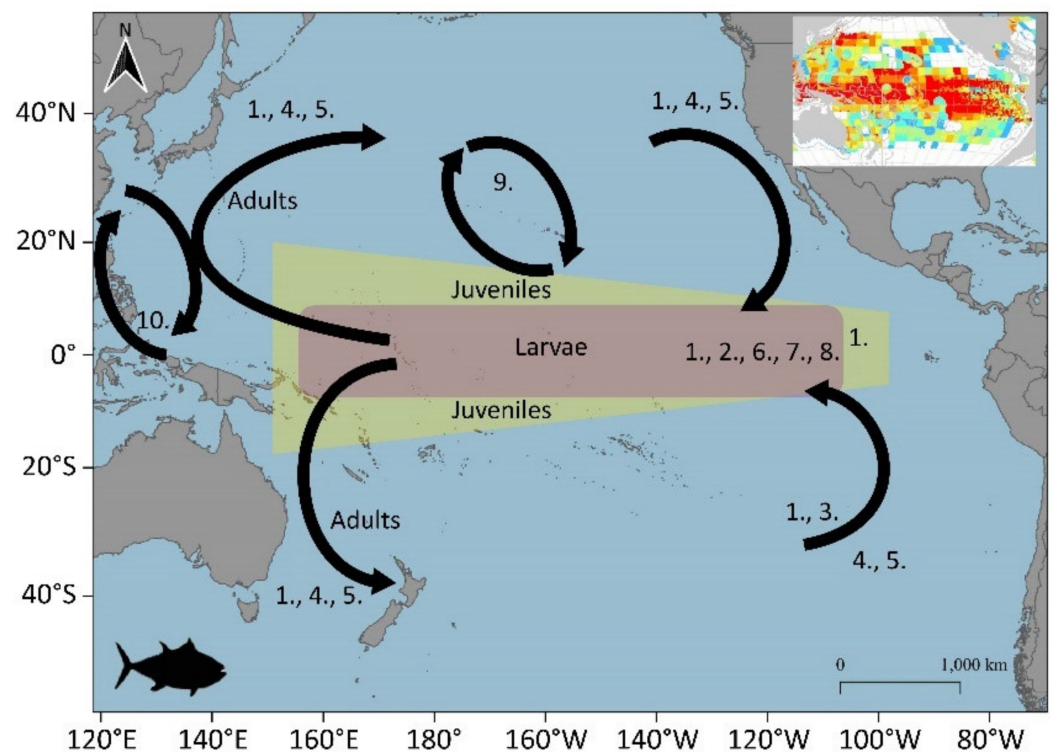 N
40°N
20°N
0°
20°S
40°S
1., 4., 5.
1., 4., 5.
Adults
9.
Juveniles
10.
Larvae
1., 2., 6., 7., 8.
1.
Juveniles
Adults
1., 3.
4., 5.
1., 4., 5.
0
1,000 km
120°E
140°E
160°E
180°
160°W
140°W
120°W
100°W
80°W